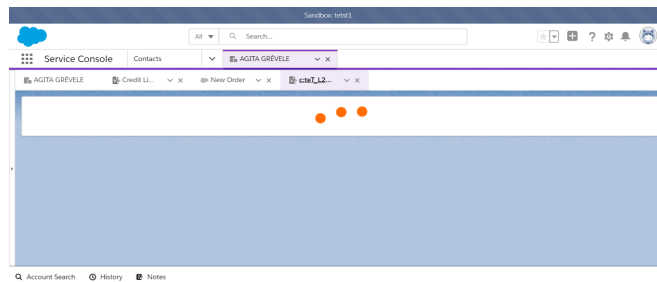 Sandbox: tetst1
All Search...
Service Console Contacts AGITA GRĒVELE
AGITA GRĒVELE Credit Li... New Order c:teT_L2...
Account Search History Notes